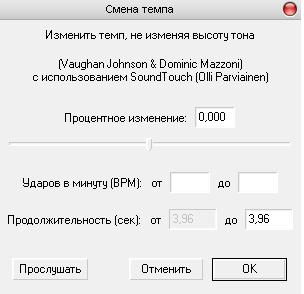 Смена темпа
Изменить темп, не изменяя высоту тона
(Vaughan Johnson & Dominic Mazzoni)
с использованием SoundTouch (Olli Parviainen)
Процентное изменение: 0,000
Ударов в минуту (BPM): от до
Продолжительность (сек): от 3,96 до 3,96
Прослушать Отменить OK